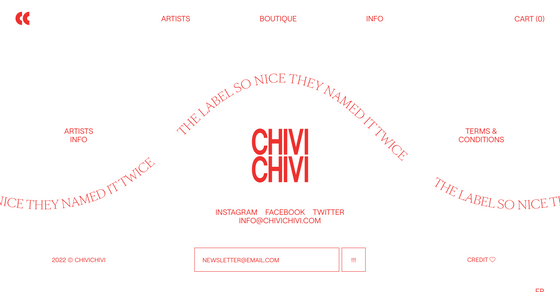 ARTISTS
BOUTIQUE
INFO
CART (0)
THE LABEL SO NICE THEY NAMED IT TWICE
ARTISTS
INFO
CHIVI
CHIVI
TERMS &
CONDITIONS
NICE THEY NAMED IT TWICE
THE LABEL SO NICE T
INSTAGRAM FACEBOOK TWITTER
INFO@CHIVICHIVI.COM
2022 © CHIVICHIVI
NEWSLETTER@EMAIL.COM
!!!
CREDIT ♡